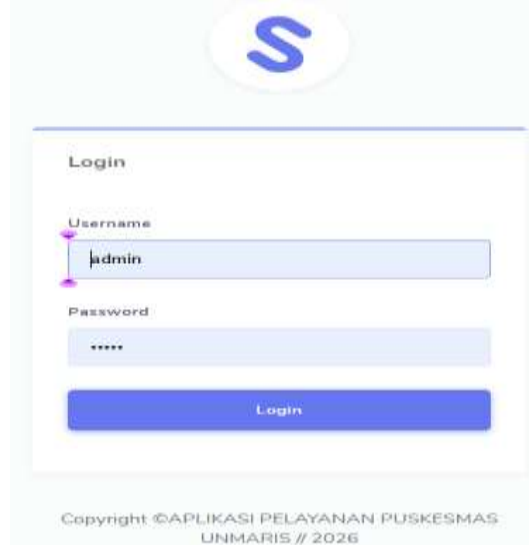 S
Login
Username
admin
Password
•••••
Login
Copyright ©APLIKASI PELAYANAN PUSKESMAS
UNMARIS // 2026